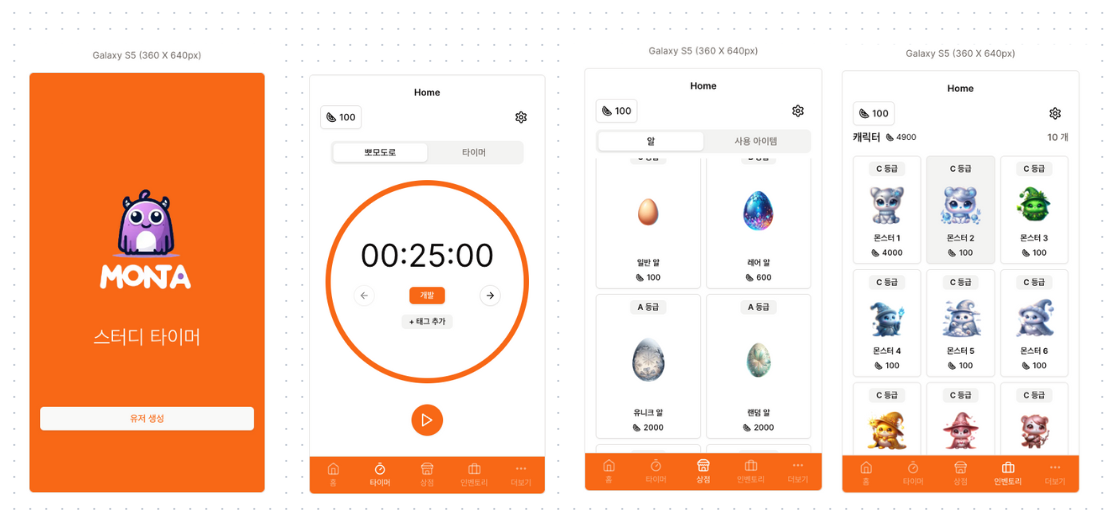 Galaxy S5 (360 X 640px)
MONTA
스터디 타이머
유저 생성
Galaxy S5 (360 X 640px)
Home
100
뽀모도로
타이머
00:25:00
개발
+ 태그 추가
홈
타이머
상점
인벤토리
더보기
Galaxy S5 (360 X 640px)
Home
100
알
사용 아이템
일반 알
100
레어 알
600
A 등급
A 등급
유니크 알
2000
랜덤 알
2000
홈
타이머
상점
인벤토리
더보기
Galaxy S5 (360 X 640px)
Home
100
캐릭터
4900
10 개
C 등급
C 등급
C 등급
몬스터 1
4000
몬스터 2
100
몬스터 3
100
C 등급
C 등급
C 등급
몬스터 4
100
몬스터 5
100
몬스터 6
100
C 등급
C 등급
C 등급
홈
타이머
상점
인벤토리
더보기